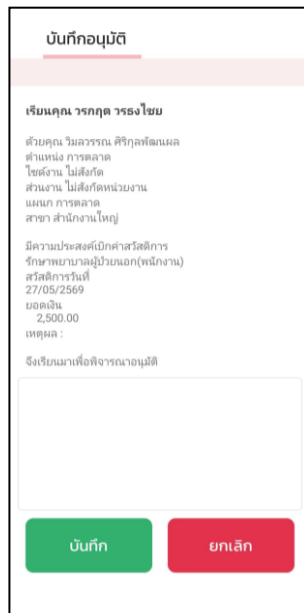 บันทึกอนุมัติ
เรียนคุณ วรกฤต วรธงไชย
ด้วยคุณ วิมลวรรณ ศิริกุลพัฒนผล
ตำแหน่ง การตลาด
ไซต์งาน ไม่สังกัด
ส่วนงาน ไม่สังกัดหน่วยงาน
แผนก การตลาด
สาขา สำนักงานใหญ่
มีความประสงค์เบิกค่าสวัสดิการ
รักษาพยาบาลผู้ป่วยนอก(พนักงาน)
สวัสดิการวันที่
27/05/2569
ยอดเงิน
2,500.00
เหตุผล :
จึงเรียนมาเพื่อพิจารณาอนุมัติ
บันทึก
ยกเลิก